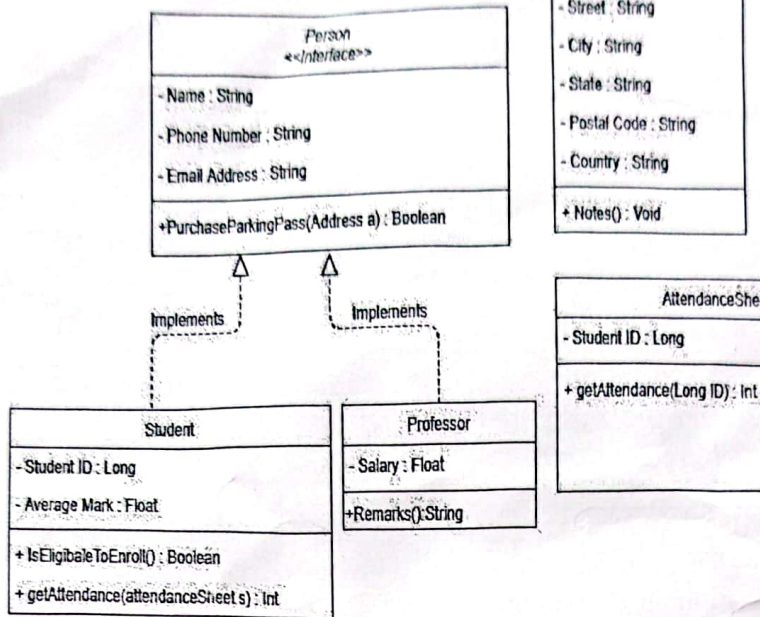 Person
<<Interface>>
- Name : String
- Phone Number : String
- Email Address : String
+PurchaseParkingPass(Address a) : Boolean
- Street : String
- City : String
- State : String
- Postal Code : String
- Country : String
+ Notes() : Void
Implements
Implements
AttendanceShe
- Student ID : Long
+ getAttendance(Long ID) : Int
Student
- Student ID : Long
- Average Mark : Float
+ IsEligibaleToEnroll() : Boolean
+ getAttendance(attendanceSheet s) : Int
Professor
- Salary : Float
+Remarks():String